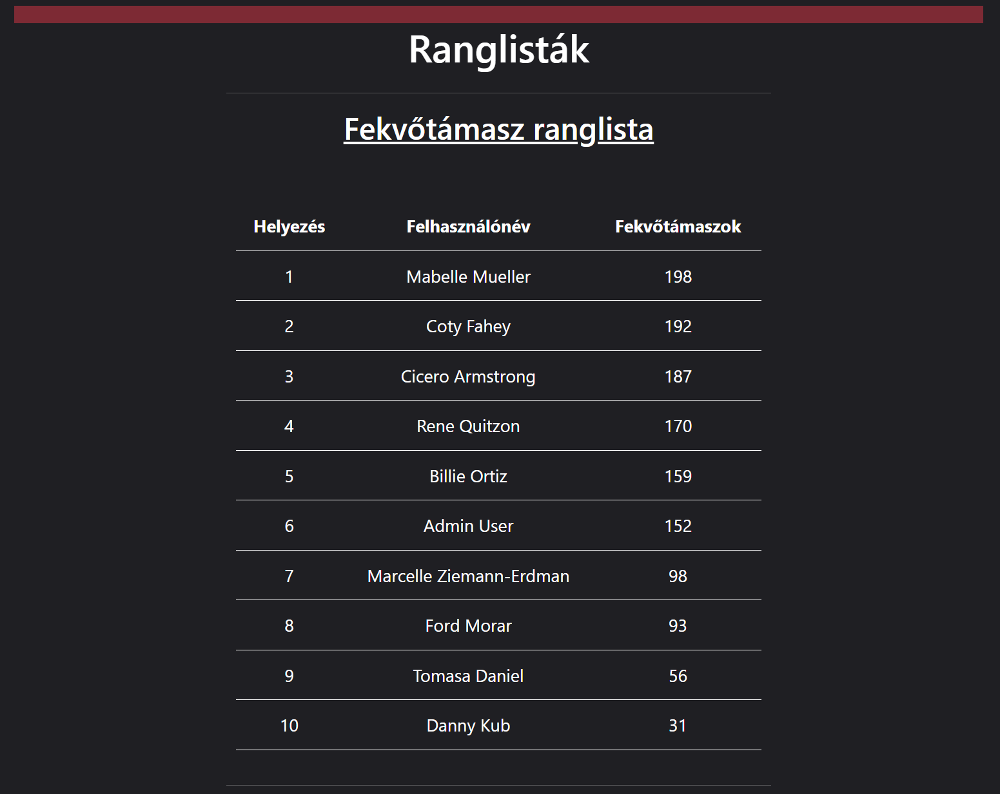 Ranglisták
Fekvőtámasz ranglista
Helyezés Felhasználónév Fekvőtámaszok
1 Mabelle Mueller 198
2 Coty Fahey 192
3 Cicero Armstrong 187
4 Rene Quitzon 170
5 Billie Ortiz 159
6 Admin User 152
7 Marcelle Ziemann-Erdman 98
8 Ford Morar 93
9 Tomasa Daniel 56
10 Danny Kub 31